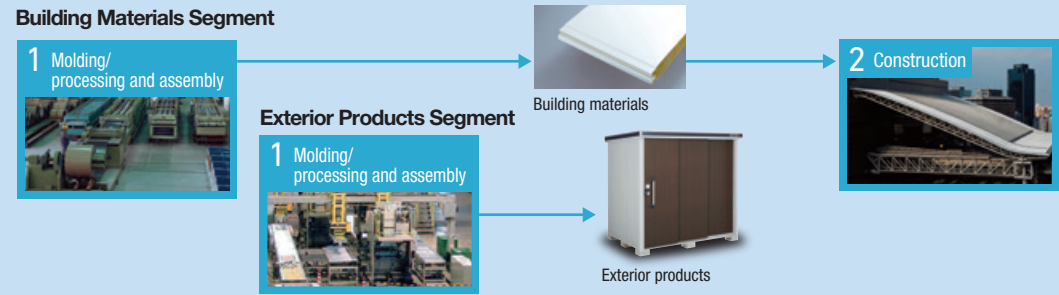 Building Materials Segment
1 Molding/
processing and assembly
Building materials
2 Construction
Exterior Products Segment
1 Molding/
processing and assembly
Exterior products